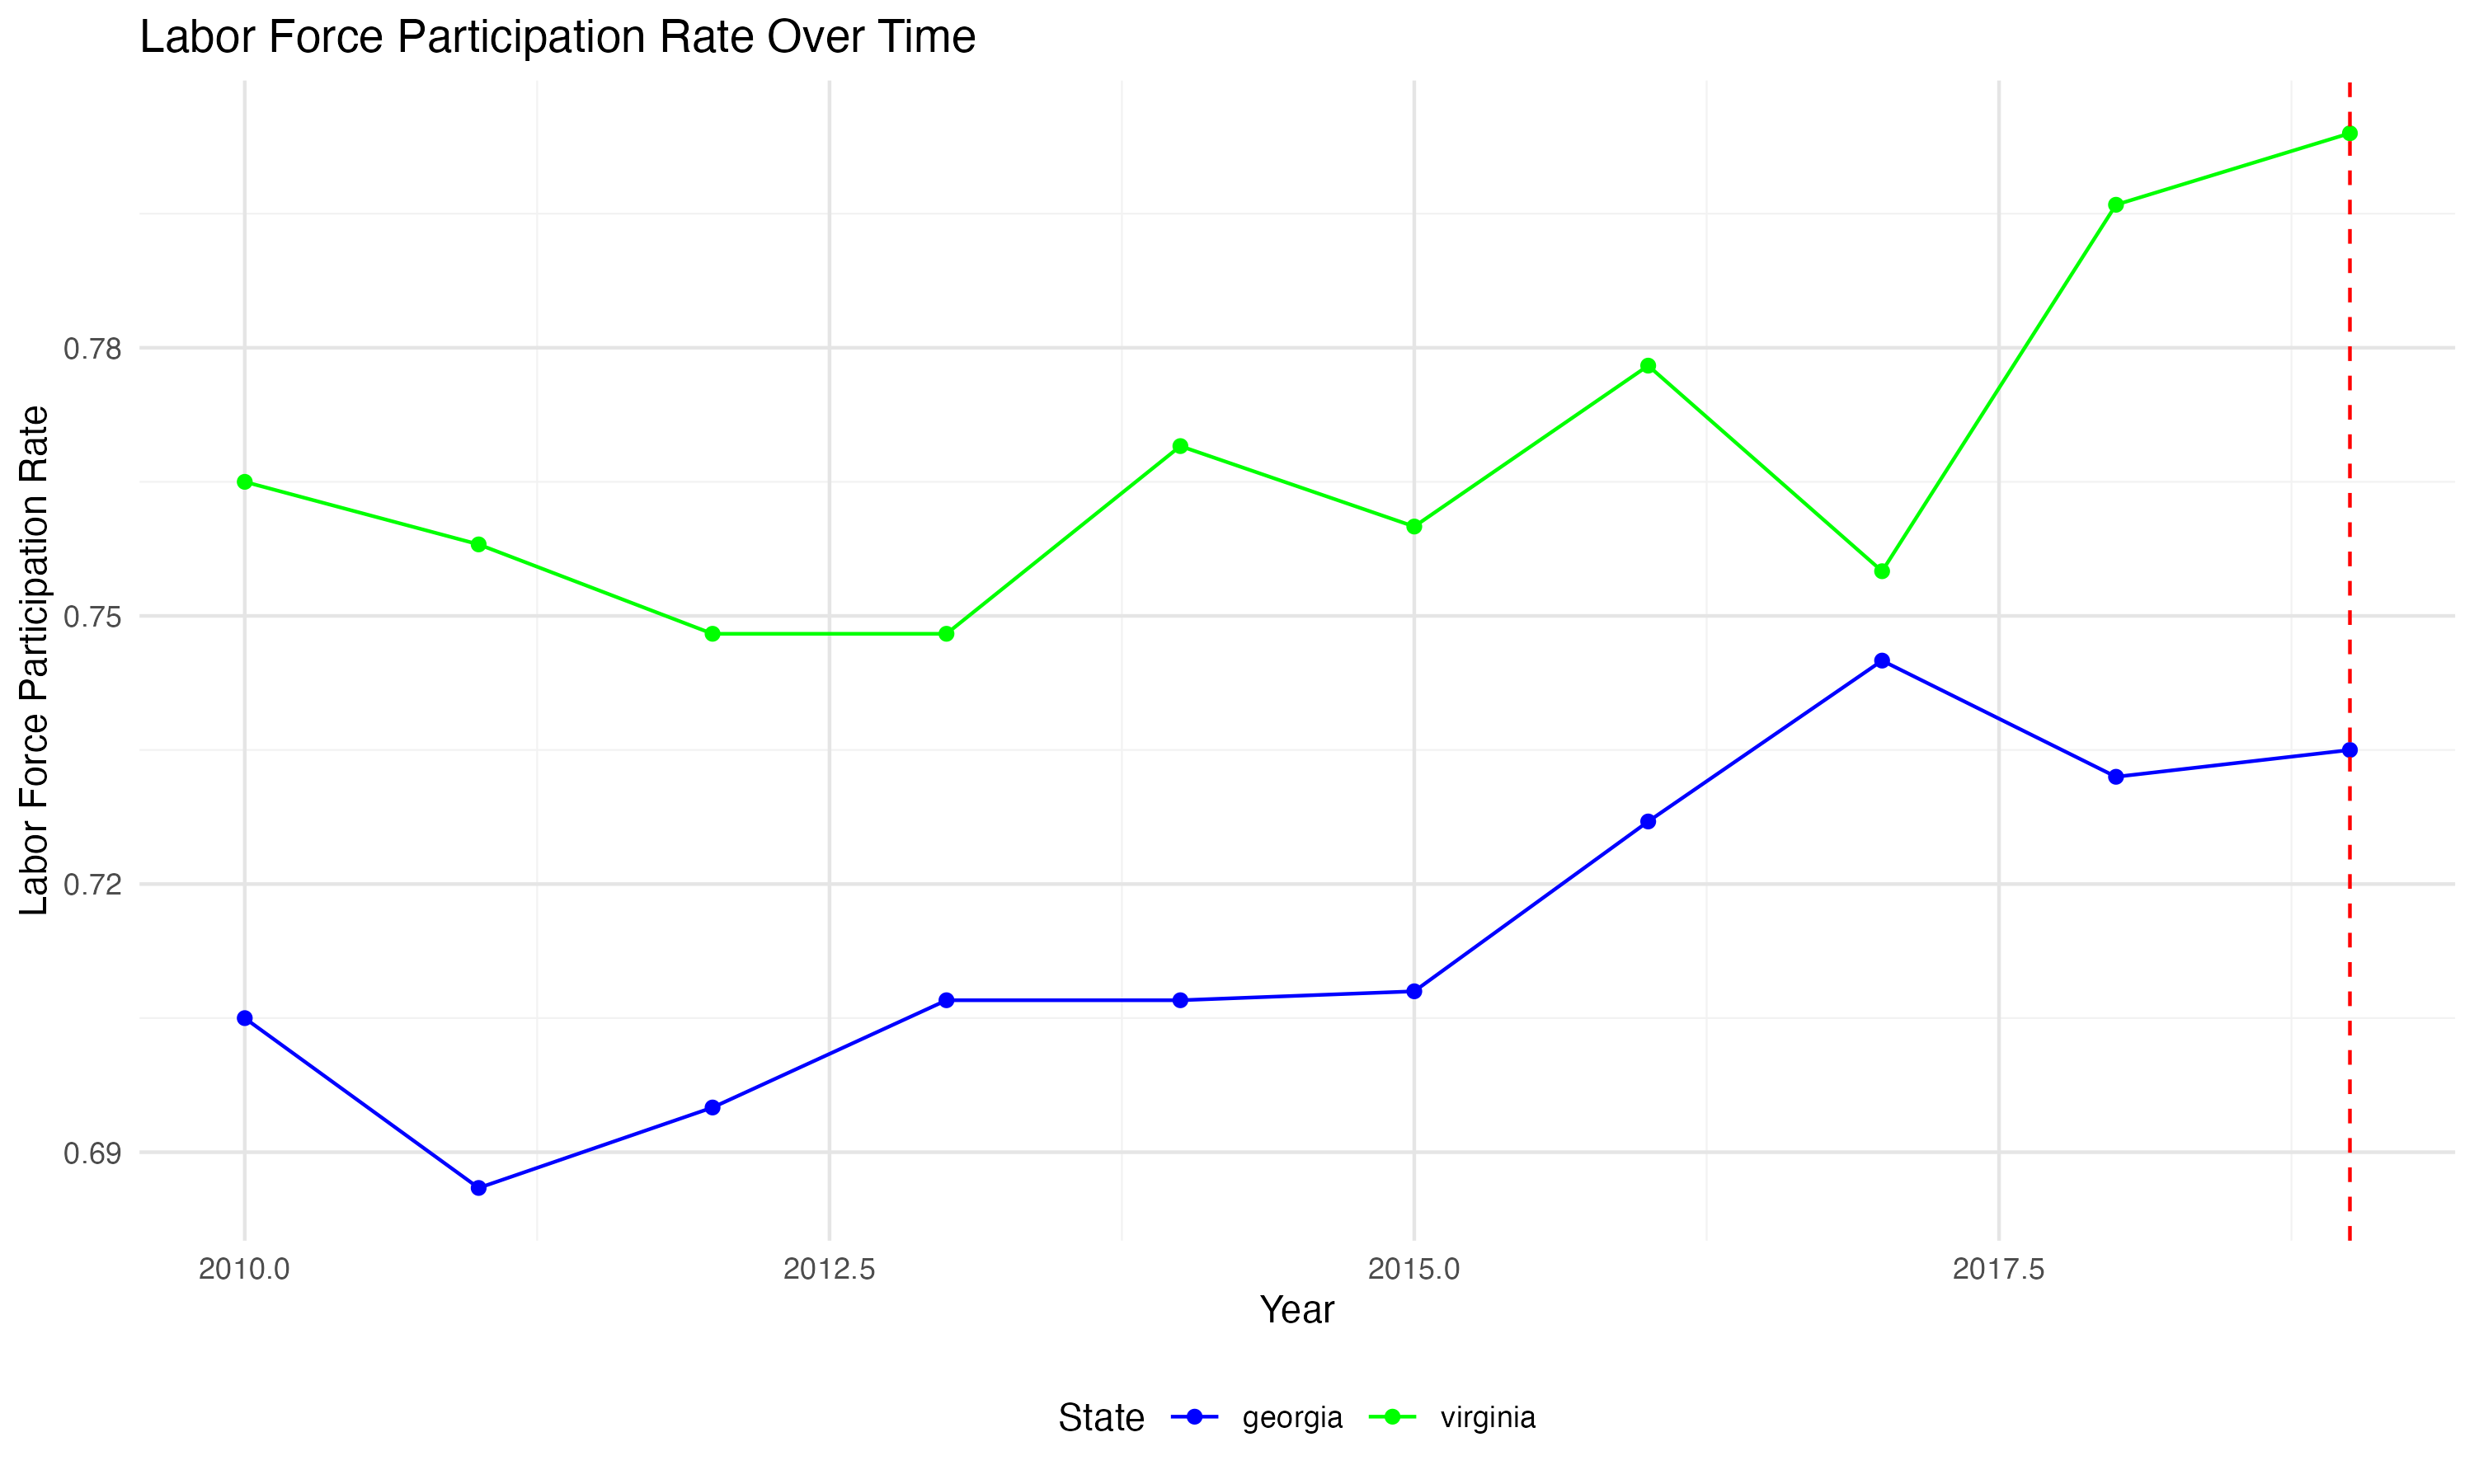 Labor Force Participation Rate Over Time
Labor Force Participation Rate
0.78
0.75
0.72
0.69
2010.0 2012.5 2015.0 2017.5
Year
State georgia virginia